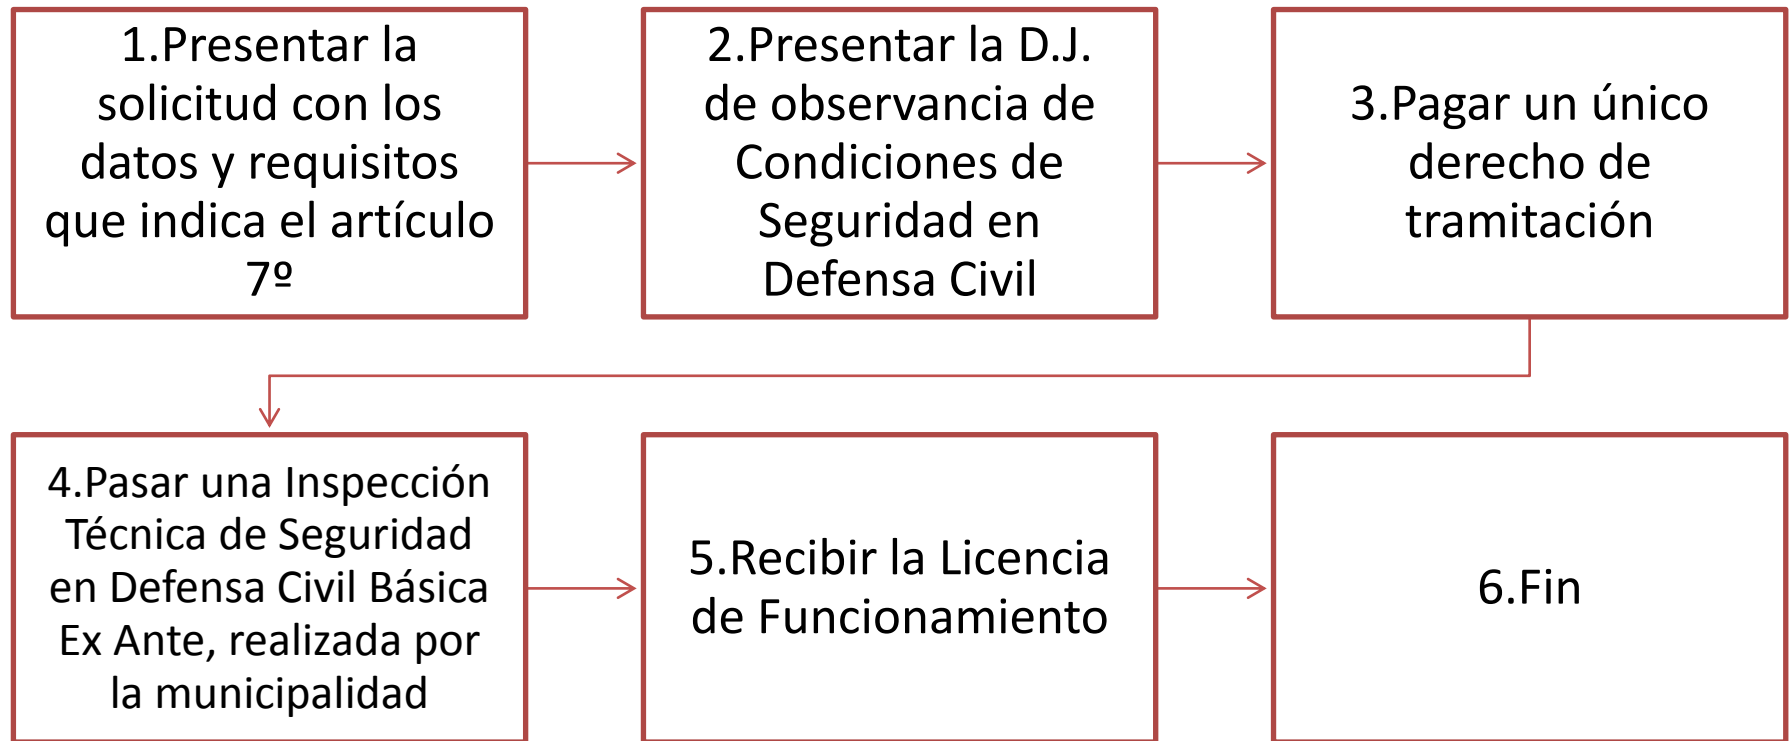 1.Presentar la
solicitud con los
datos y requisitos
que indica el artículo
7º
2.Presentar la D.J.
de observancia de
Condiciones de
Seguridad en
Defensa Civil
3.Pagar un único
derecho de
tramitación
4.Pasar una Inspección
Técnica de Seguridad
en Defensa Civil Básica
Ex Ante, realizada por
la municipalidad
5.Recibir la Licencia
de Funcionamiento
6.Fin